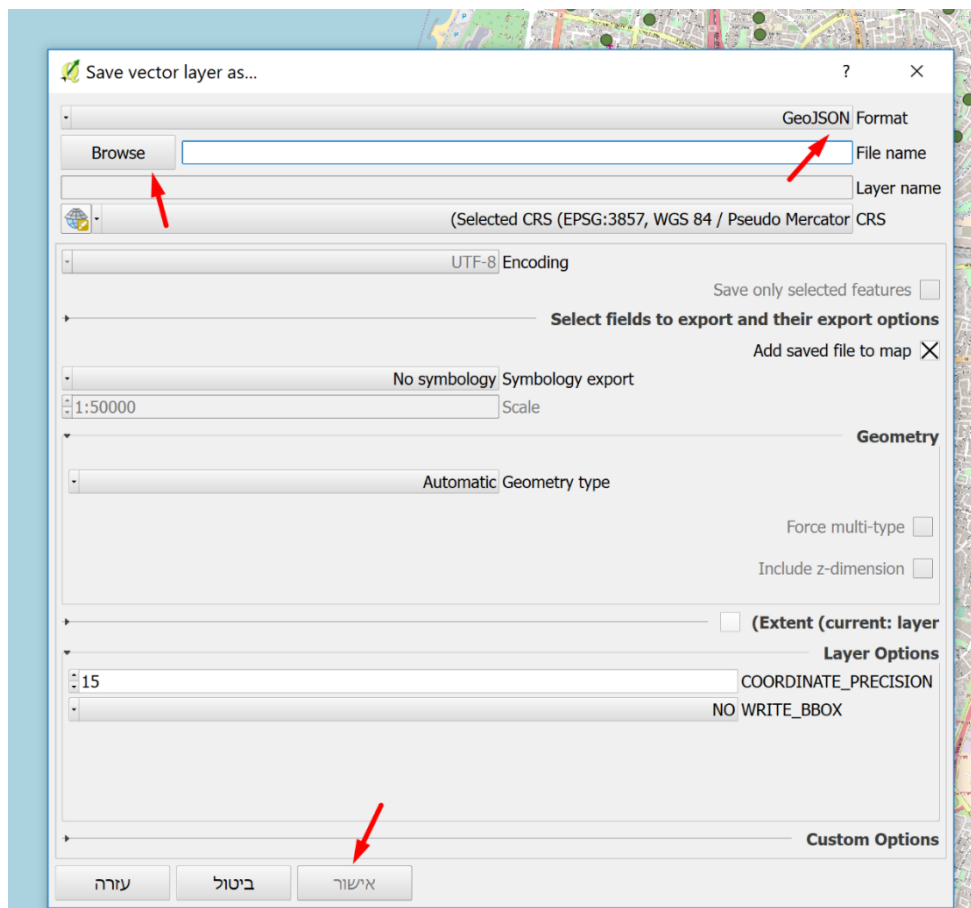 Save vector layer as...
GeoJSON Format
Browse File name
Layer name
(Selected CRS (EPSG:3857, WGS 84 / Pseudo Mercator CRS
UTF-8 Encoding
Save only selected features
Select fields to export and their export options
Add saved file to map
No symbology Symbology export
1:50000 Scale
Geometry
Automatic Geometry type
Force multi-type
Include z-dimension
(Extent (current: layer
Layer Options
15 COORDINATE_PRECISION
NO WRITE_BBOX
Custom Options
אישור ביטול עזרה